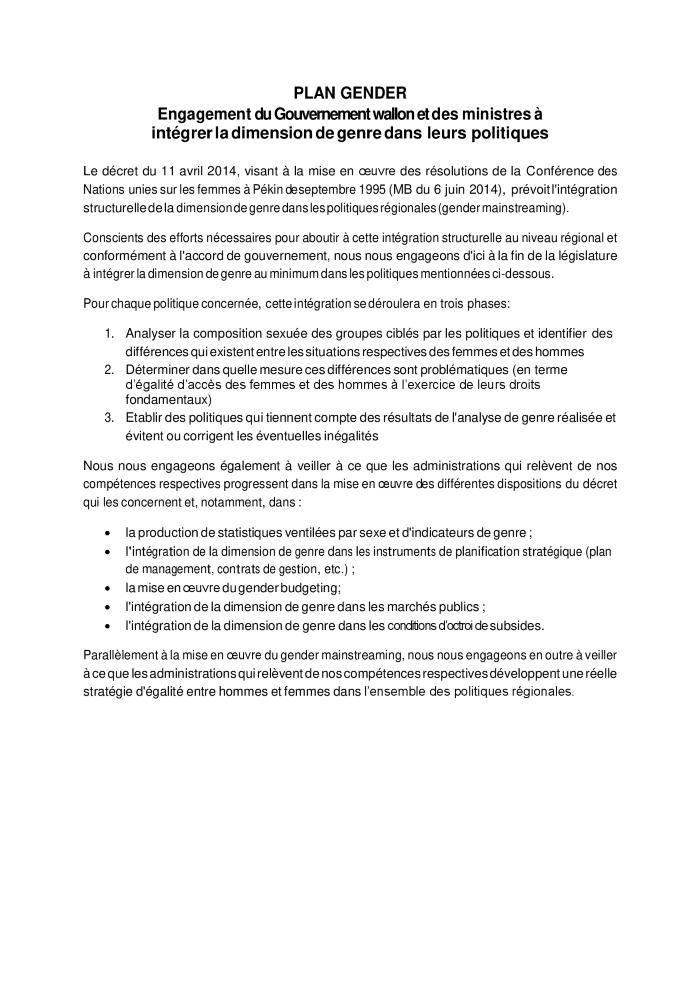 PLAN GENDER
Engagement du Gouvernement wallon et des ministres à
intégrer la dimension de genre dans leurs politiques
Le décret du 11 avril 2014, visant à la mise en œuvre des résolutions de la Conférence des
Nations unies sur les femmes à Pékin de septembre 1995 (MB du 6 juin 2014), prévoit l'intégration
structurelle de la dimension de genre dans les politiques régionales (gender mainstreaming).
Conscients des efforts nécessaires pour aboutir à cette intégration structurelle au niveau régional et
conformément à l'accord de gouvernement, nous nous engageons d'ici à la fin de la législature
à intégrer la dimension de genre au minimum dans les politiques mentionnées ci-dessous.
Pour chaque politique concernée, cette intégration se déroulera en trois phases:
1. Analyser la composition sexuée des groupes ciblés par les politiques et identifier des
différences qui existent entre les situations respectives des femmes et des hommes
2. Déterminer dans quelle mesure ces différences sont problématiques (en terme
d'égalité d'accès des femmes et des hommes à l'exercice de leurs droits
fondamentaux)
3. Etablir des politiques qui tiennent compte des résultats de l'analyse de genre réalisée et
évitent ou corrigent les éventuelles inégalités
Nous nous engageons également à veiller à ce que les administrations qui relèvent de nos
compétences respectives progressent dans la mise en œuvre des différentes dispositions du décret
qui les concernent et, notamment, dans :
• la production de statistiques ventilées par sexe et d'indicateurs de genre ;
• l'intégration de la dimension de genre dans les instruments de planification stratégique (plan
de management, contrats de gestion, etc.) ;
• la mise en œuvre du gender budgeting;
• l'intégration de la dimension de genre dans les marchés publics ;
• l'intégration de la dimension de genre dans les conditions d'octroi de subsides.
Parallèlement à la mise en œuvre du gender mainstreaming, nous nous engageons en outre à veiller
à ce que les administrations qui relèvent de nos compétences respectives développent une réelle
stratégie d'égalité entre hommes et femmes dans l'ensemble des politiques régionales.